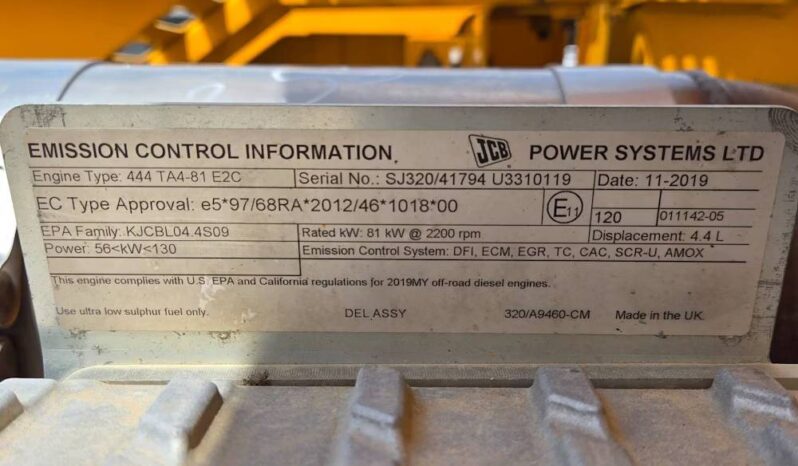 EMISSION CONTROL INFORMATION JCB POWER SYSTEMS LTD
Engine Type: 444 TA4-81 E2C Serial No.: SJ320/41794 U3310119 Date: 11-2019
EC Type Approval: e5*97/68RA*2012/46*1018*00 E11 120 011142-05
EPA Family: KJCBL04.4S09 Rated kW: 81 kW @ 2200 rpm Displacement: 4.4 L
Power: 56<kW<130 Emission Control System: DFI, ECM, EGR, TC, CAC, SCR-U, AMOX
This engine complies with U.S. EPA and California regulations for 2019MY off-road diesel engines.
Use ultra low sulphur fuel only. DEL ASSY 320/A9460-CM Made in the UK.